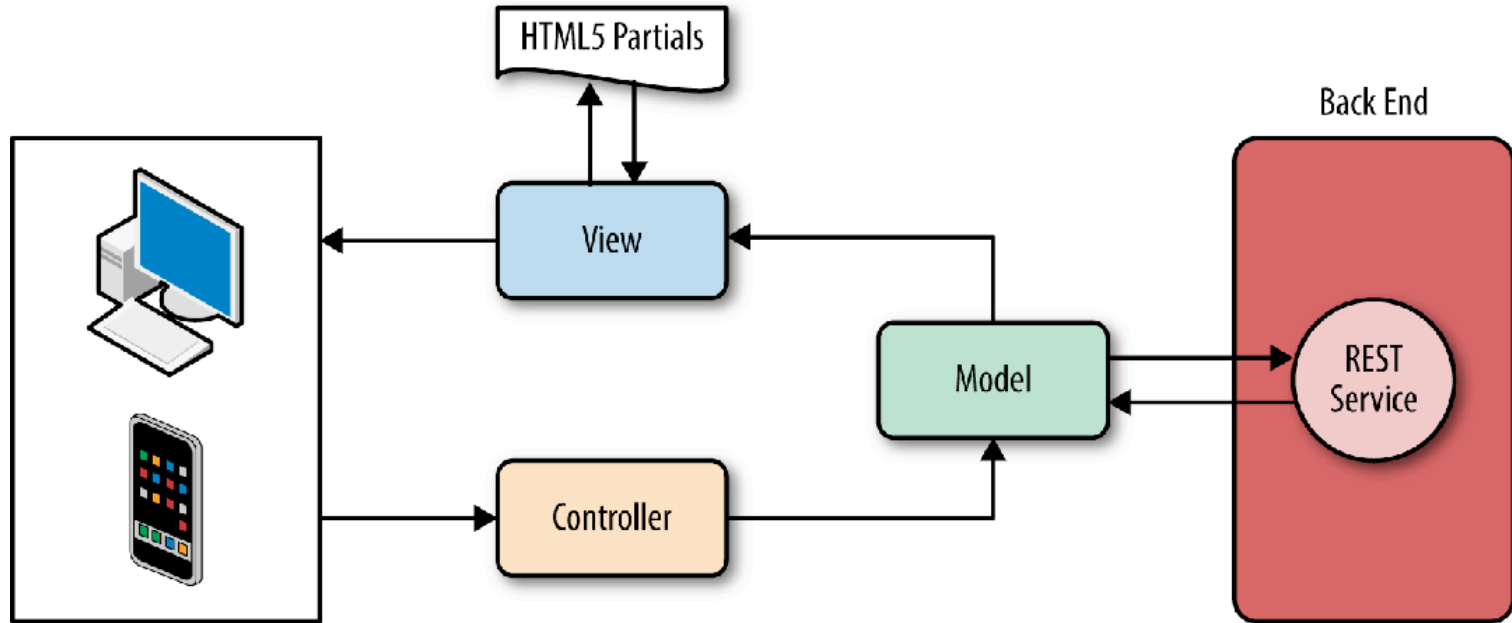 HTML5 Partials
Back End
View
Model
REST
Service
Controller